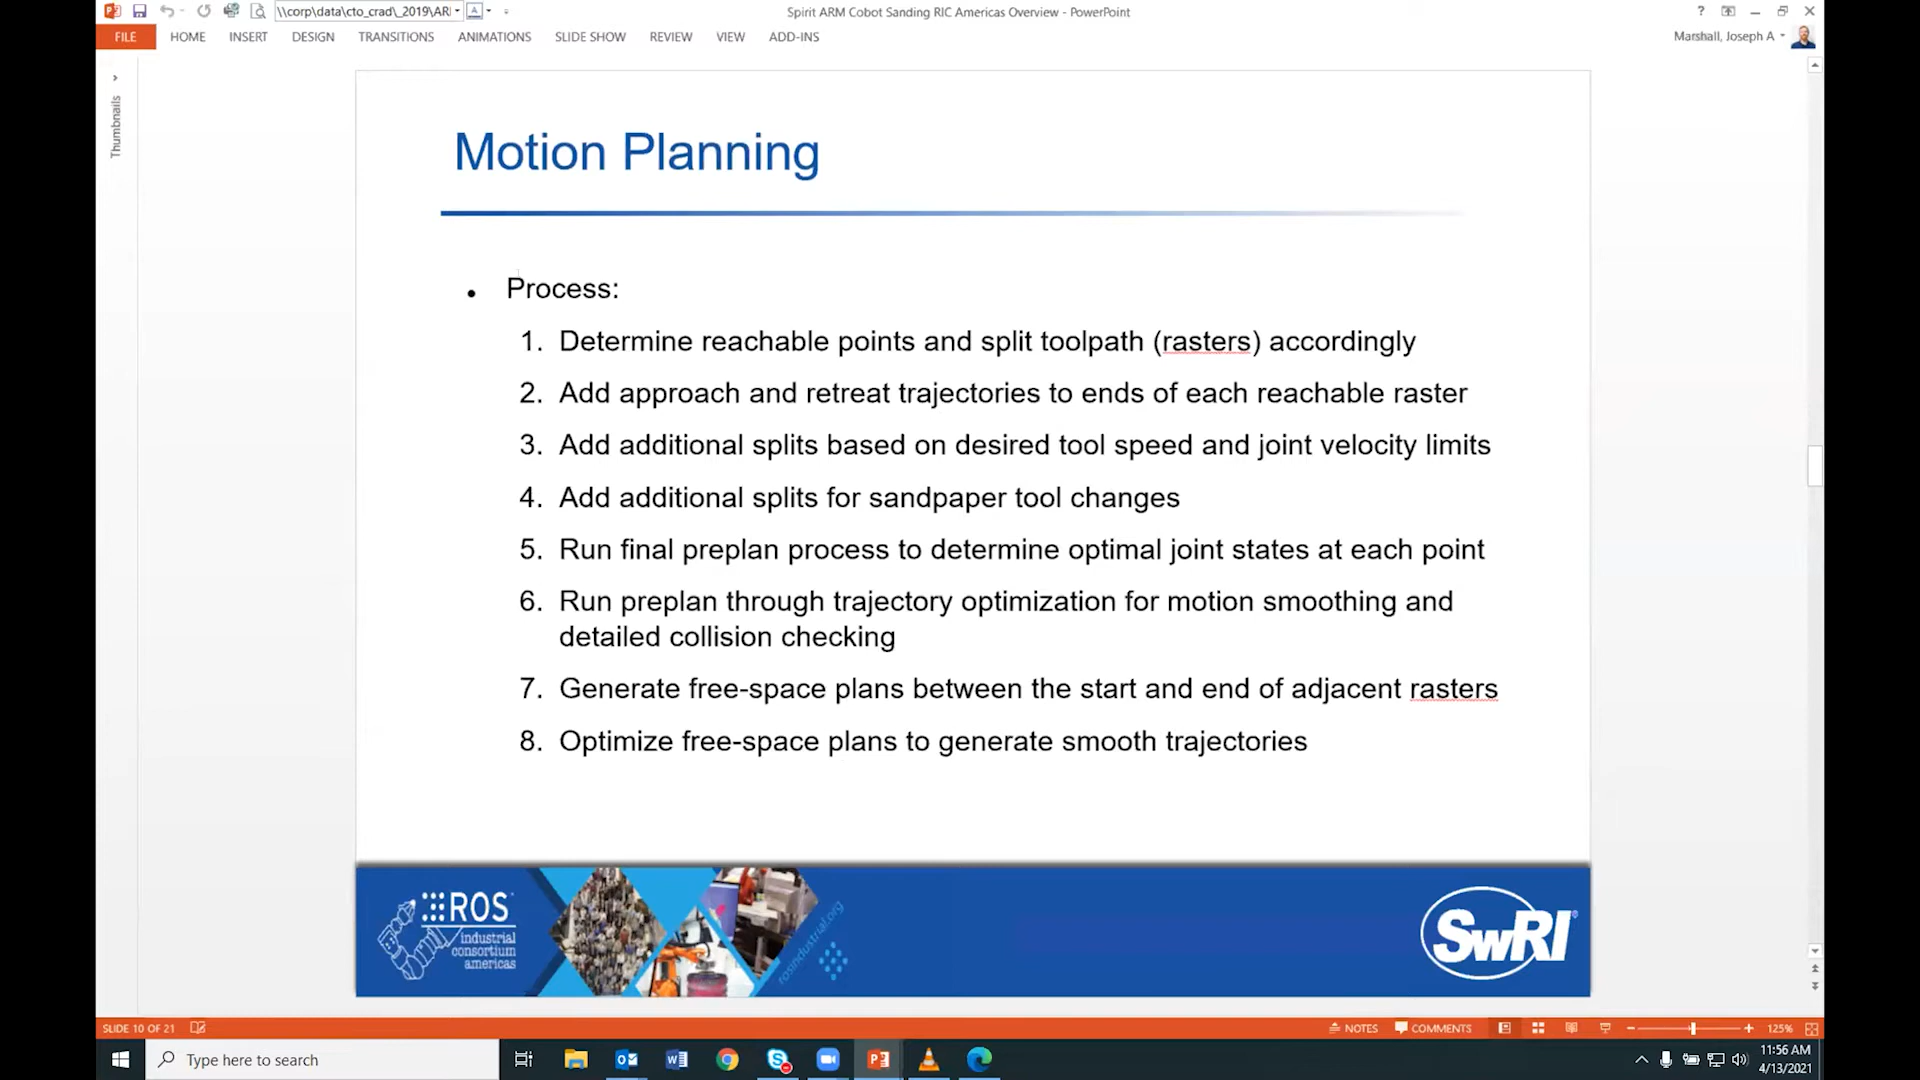 \\corp\data\cto_crad\_2019\ARI
Spirit ARM Cobot Sanding RIC Americas Overview - PowerPoint
FILE HOME INSERT DESIGN TRANSITIONS ANIMATIONS SLIDE SHOW REVIEW VIEW ADD-INS
Marshall, Joseph A
Thumbnails
Motion Planning
• Process:
1. Determine reachable points and split toolpath (rasters) accordingly
2. Add approach and retreat trajectories to ends of each reachable raster
3. Add additional splits based on desired tool speed and joint velocity limits
4. Add additional splits for sandpaper tool changes
5. Run final preplan process to determine optimal joint states at each point
6. Run preplan through trajectory optimization for motion smoothing and
detailed collision checking
7. Generate free-space plans between the start and end of adjacent rasters
8. Optimize free-space plans to generate smooth trajectories
ROS
industrial
consortium
americas
rosindustrial.org
SwRI
SLIDE 10 OF 21
NOTES COMMENTS 125%
Type here to search
11:56 AM
4/13/2021